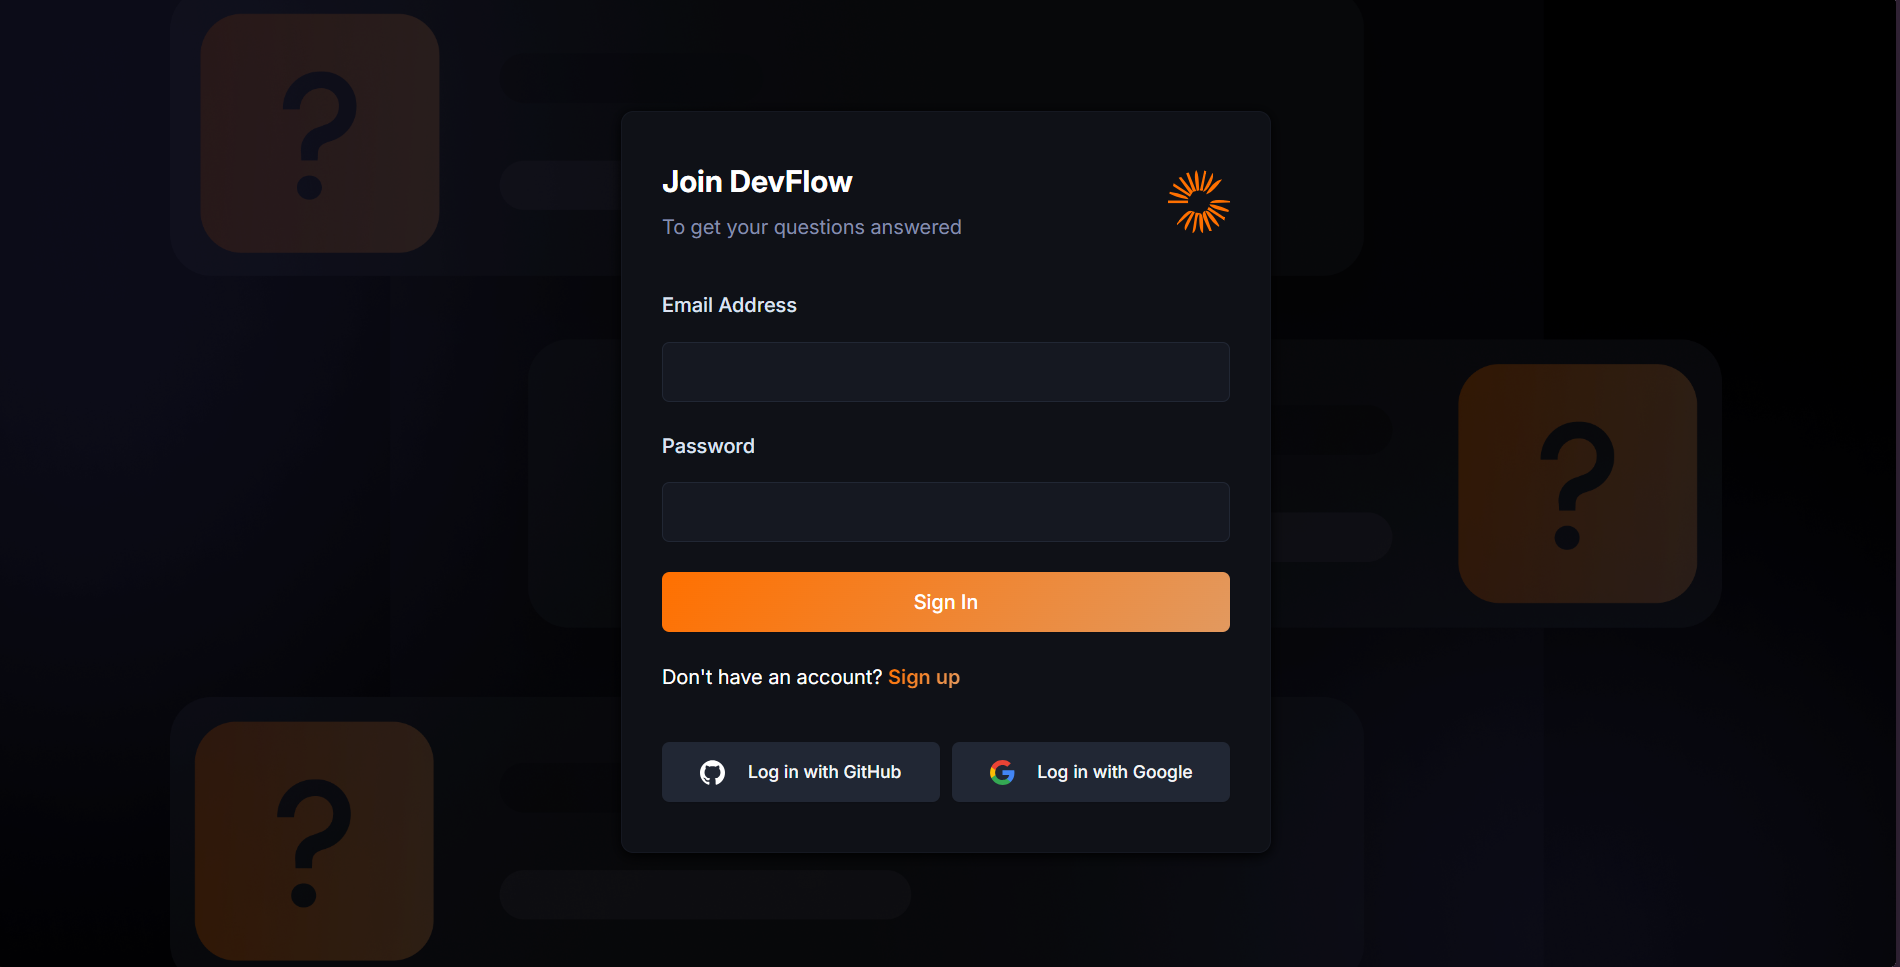 ?
Join DevFlow
To get your questions answered
Email Address
?
Password
Sign In
Don't have an account? Sign up
?
Log in with GitHub
Log in with Google